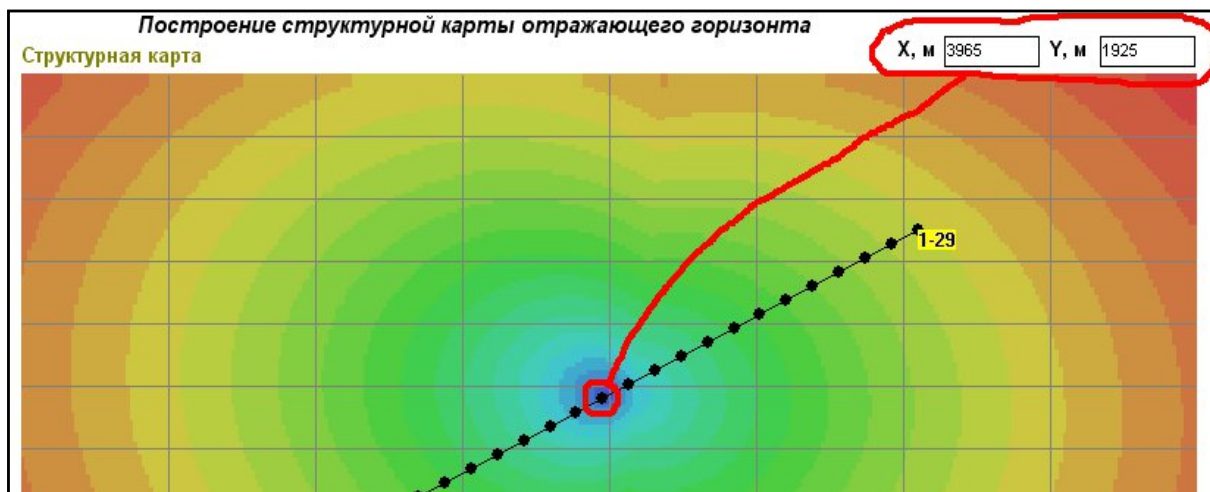 Построение структурной карты отражающего горизонта
X, м 3965 Y, м 1925
Структурная карта
1-29